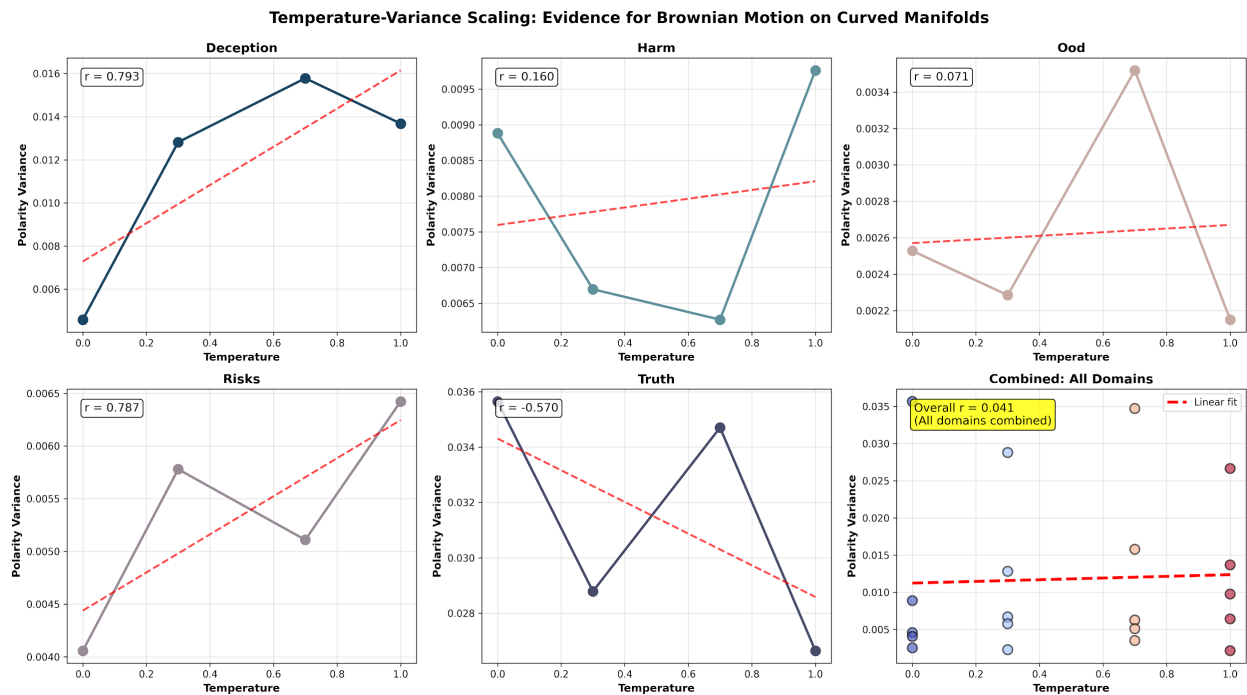 Temperature-Variance Scaling: Evidence for Brownian Motion on Curved Manifolds
Deception
r = 0.793
Polarity Variance
0.016
0.014
0.012
0.010
0.008
0.006
0.0 0.2 0.4 0.6 0.8 1.0
Temperature
Harm
r = 0.160
Polarity Variance
0.0095
0.0090
0.0085
0.0080
0.0075
0.0070
0.0065
0.0 0.2 0.4 0.6 0.8 1.0
Temperature
Ood
r = 0.071
Polarity Variance
0.0034
0.0032
0.0030
0.0028
0.0026
0.0024
0.0022
0.0 0.2 0.4 0.6 0.8 1.0
Temperature
Risks
r = 0.787
Polarity Variance
0.0065
0.0060
0.0055
0.0050
0.0045
0.0040
0.0 0.2 0.4 0.6 0.8 1.0
Temperature
Truth
r = -0.570
Polarity Variance
0.036
0.034
0.032
0.030
0.028
0.0 0.2 0.4 0.6 0.8 1.0
Temperature
Combined: All Domains
Overall r = 0.041
(All domains combined)
Linear fit
Polarity Variance
0.035
0.030
0.025
0.020
0.015
0.010
0.005
0.0 0.2 0.4 0.6 0.8 1.0
Temperature